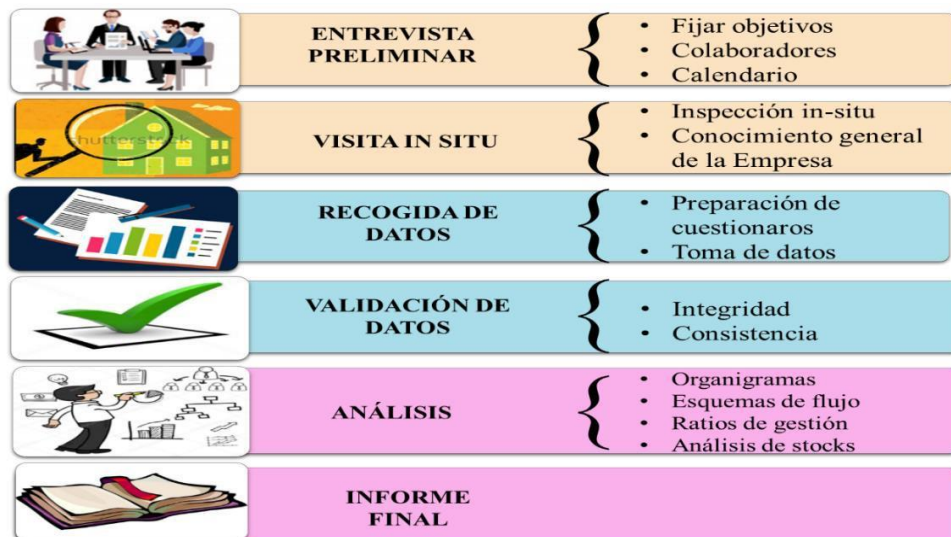 ENTREVISTA
PRELIMINAR
• Fijar objetivos
• Colaboradores
• Calendario
shutterstock
VISITA IN SITU
• Inspección in-situ
• Conocimiento general
de la Empresa
RECOGIDA DE
DATOS
• Preparación de
cuestionaros
• Toma de datos
VALIDACIÓN DE
DATOS
• Integridad
• Consistencia
ANÁLISIS
• Organigramas
• Esquemas de flujo
• Ratios de gestión
• Análisis de stocks
INFORME
FINAL